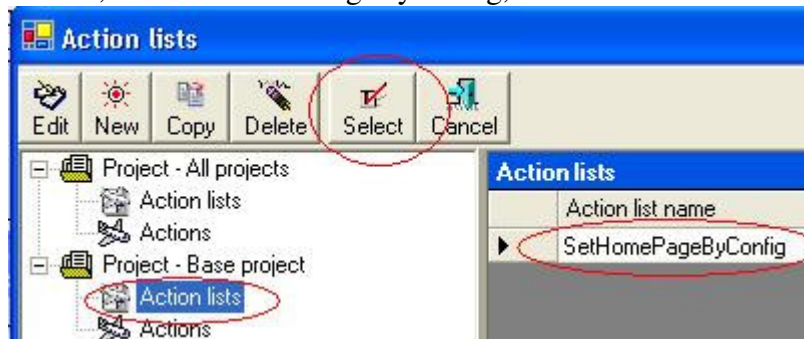 Action lists
Edit New Copy Delete Select Cancel
Project - All projects
Action lists
Actions
Project - Base project
Action lists
Actions
Action lists
Action list name
SetHomePageByConfig